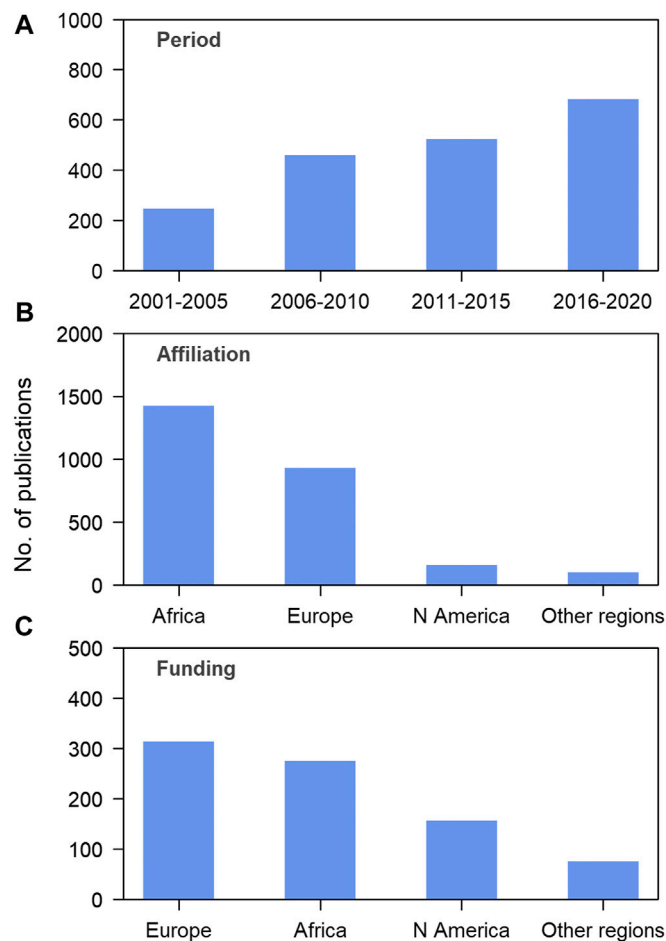 A
Period
1000
800
600
400
200
0
2001-2005 2006-2010 2011-2015 2016-2020
No. of publications
B
Affiliation
2000
1500
1000
500
0
Africa Europe N America Other regions
C
Funding
500
400
300
200
100
0
Europe Africa N America Other regions